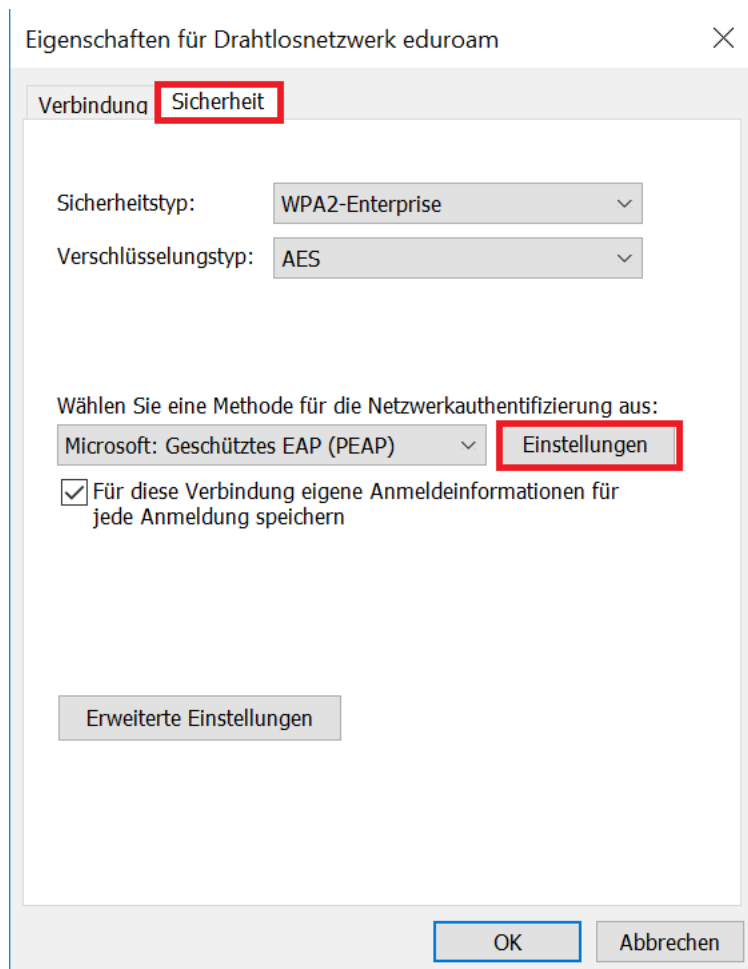 Eigenschaften für Drahtlosnetzwerk eduroam
Verbindung Sicherheit
Sicherheitstyp: WPA2-Enterprise
Verschlüsselungstyp: AES
Wählen Sie eine Methode für die Netzwerkauthentifizierung aus:
Microsoft: Geschütztes EAP (PEAP) Einstellungen
Für diese Verbindung eigene Anmeldeinformationen für
jede Anmeldung speichern
Erweiterte Einstellungen
OK Abbrechen